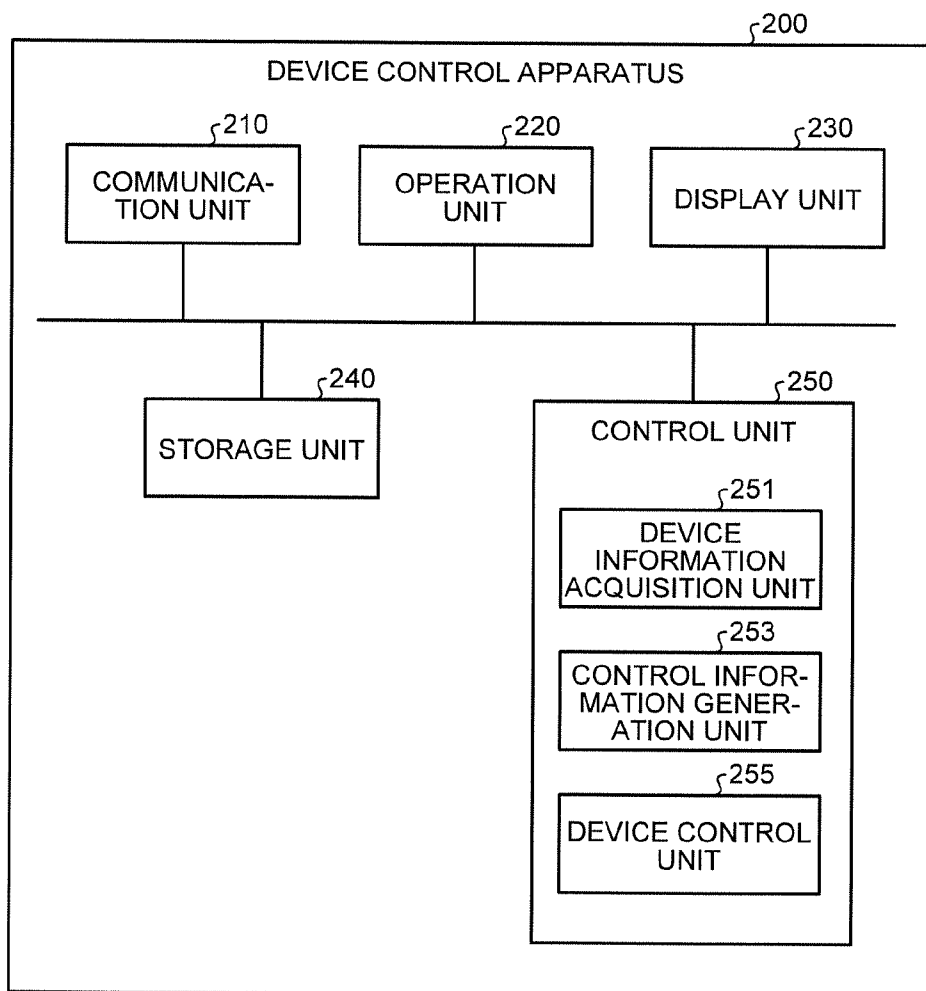 200
DEVICE CONTROL APPARATUS
210
COMMUNICA-
TION UNIT
220
OPERATION
UNIT
230
DISPLAY UNIT
240
STORAGE UNIT
250
CONTROL UNIT
251
DEVICE
INFORMATION
ACQUISITION UNIT
253
CONTROL INFOR-
MATION GENER-
ATION UNIT
255
DEVICE CONTROL
UNIT